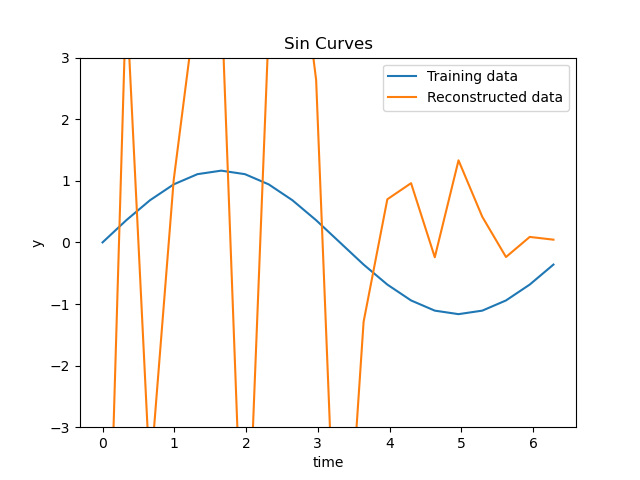 Sin Curves
Training data
Reconstructed data
3
2
1
0
−1
−2
−3
y
0 1 2 3 4 5 6
time